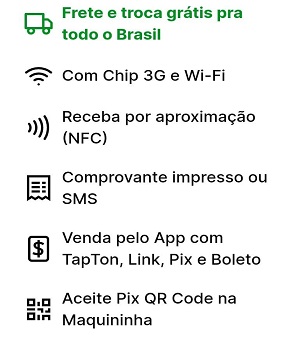 Frete e troca grátis pra
todo o Brasil
Com Chip 3G e Wi-Fi
Receba por aproximação
(NFC)
Comprovante impresso ou
SMS
Venda pelo App com
TapTon, Link, Pix e Boleto
Aceite Pix QR Code na
Maquininha